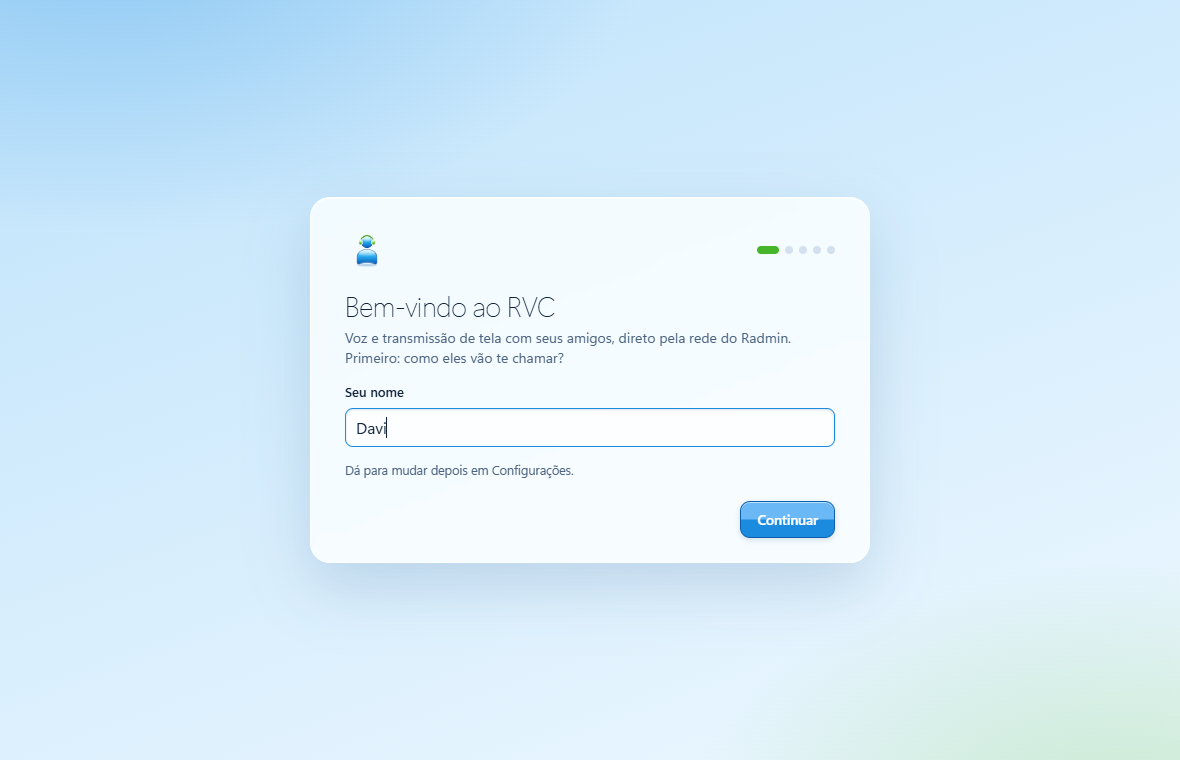 Bem-vindo ao RVC
Voz e transmissão de tela com seus amigos, direto pela rede do Radmin.
Primeiro: como eles vão te chamar?
Seu nome
Davi
Dá para mudar depois em Configurações.
Continuar